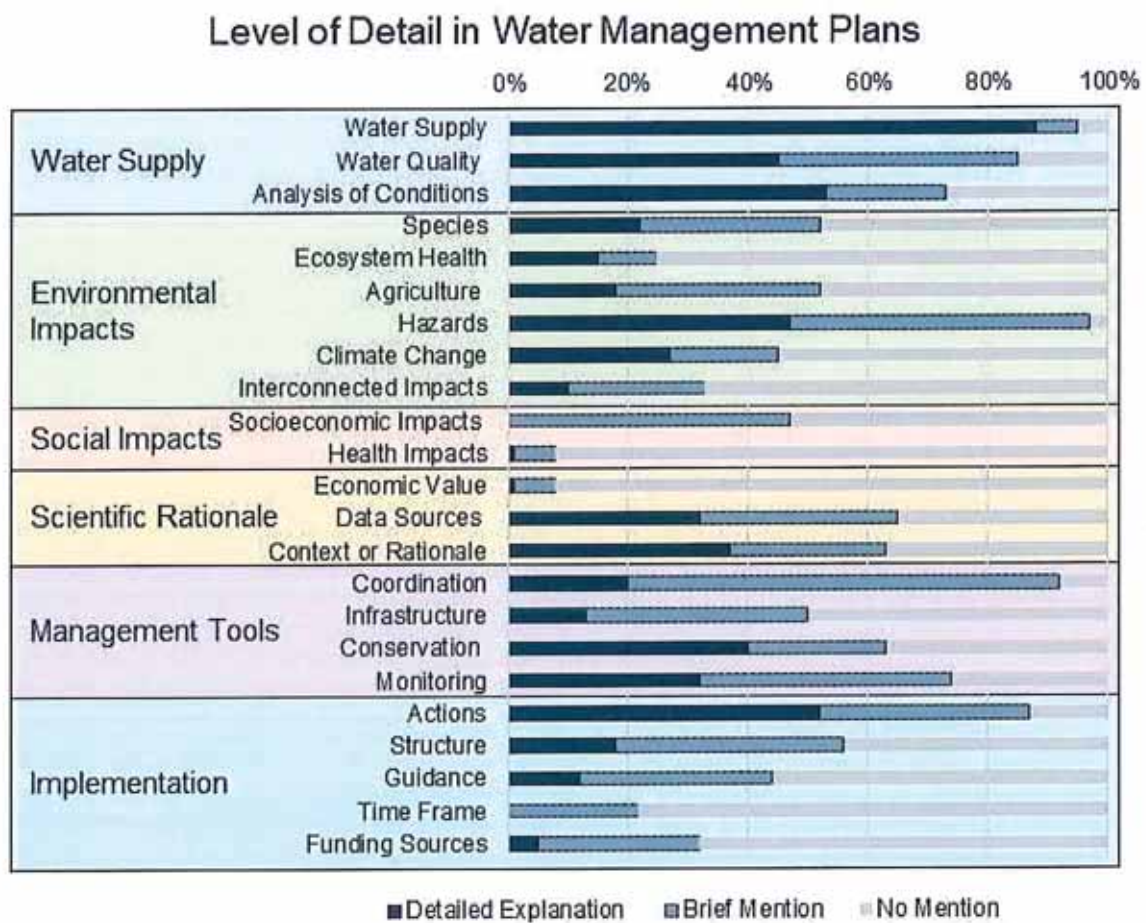 Level of Detail in Water Management Plans
0% 20% 40% 60% 80% 100%
Water Supply
Water Supply
Water Quality
Analysis of Conditions
Environmental
Impacts
Species
Ecosystem Health
Agriculture
Hazards
Climate Change
Interconnected Impacts
Social Impacts
Socioeconomic Impacts
Health Impacts
Scientific Rationale
Economic Value
Data Sources
Context or Rationale
Management Tools
Coordination
Infrastructure
Conservation
Monitoring
Implementation
Actions
Structure
Guidance
Time Frame
Funding Sources
Detailed Explanation Brief Mention No Mention